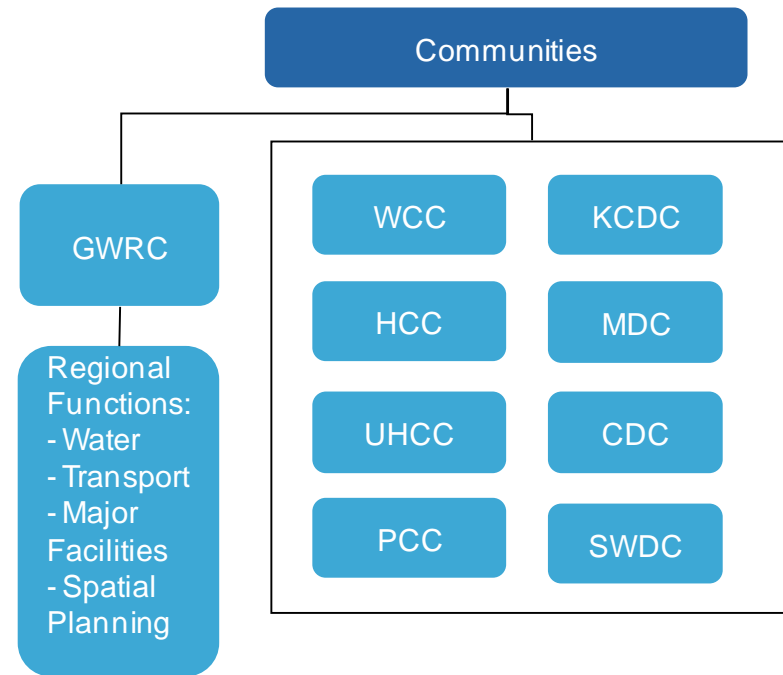 Communities
GWRC
Regional
Functions:
- Water
- Transport
- Major
Facilities
- Spatial
Planning
WCC
KCDC
HCC
MDC
UHCC
CDC
PCC
SWDC